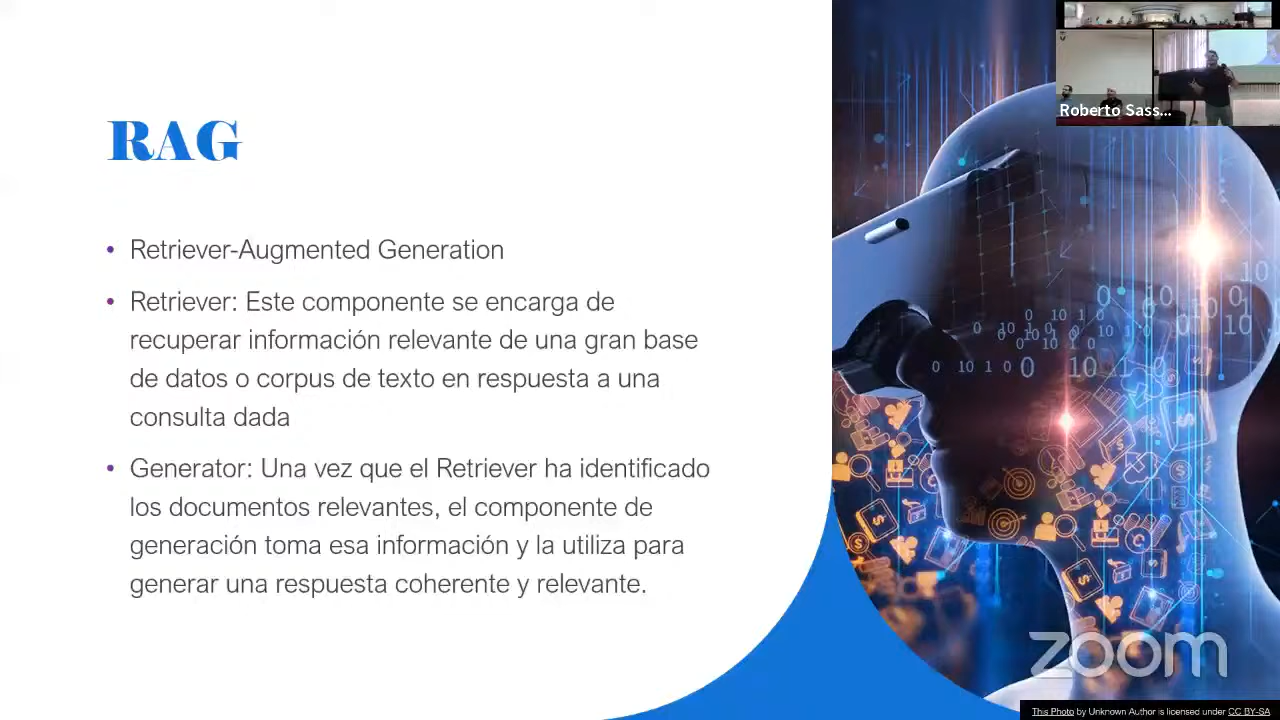 RAG
• Retriever-Augmented Generation
• Retriever: Este componente se encarga de
recuperar información relevante de una gran base
de datos o corpus de texto en respuesta a una
consulta dada
• Generator: Una vez que el Retriever ha identificado
los documentos relevantes, el componente de
generación toma esa información y la utiliza para
generar una respuesta coherente y relevante.
Roberto Sass...
zoom
This Photo by Unknown Author is licensed under CC BY-SA